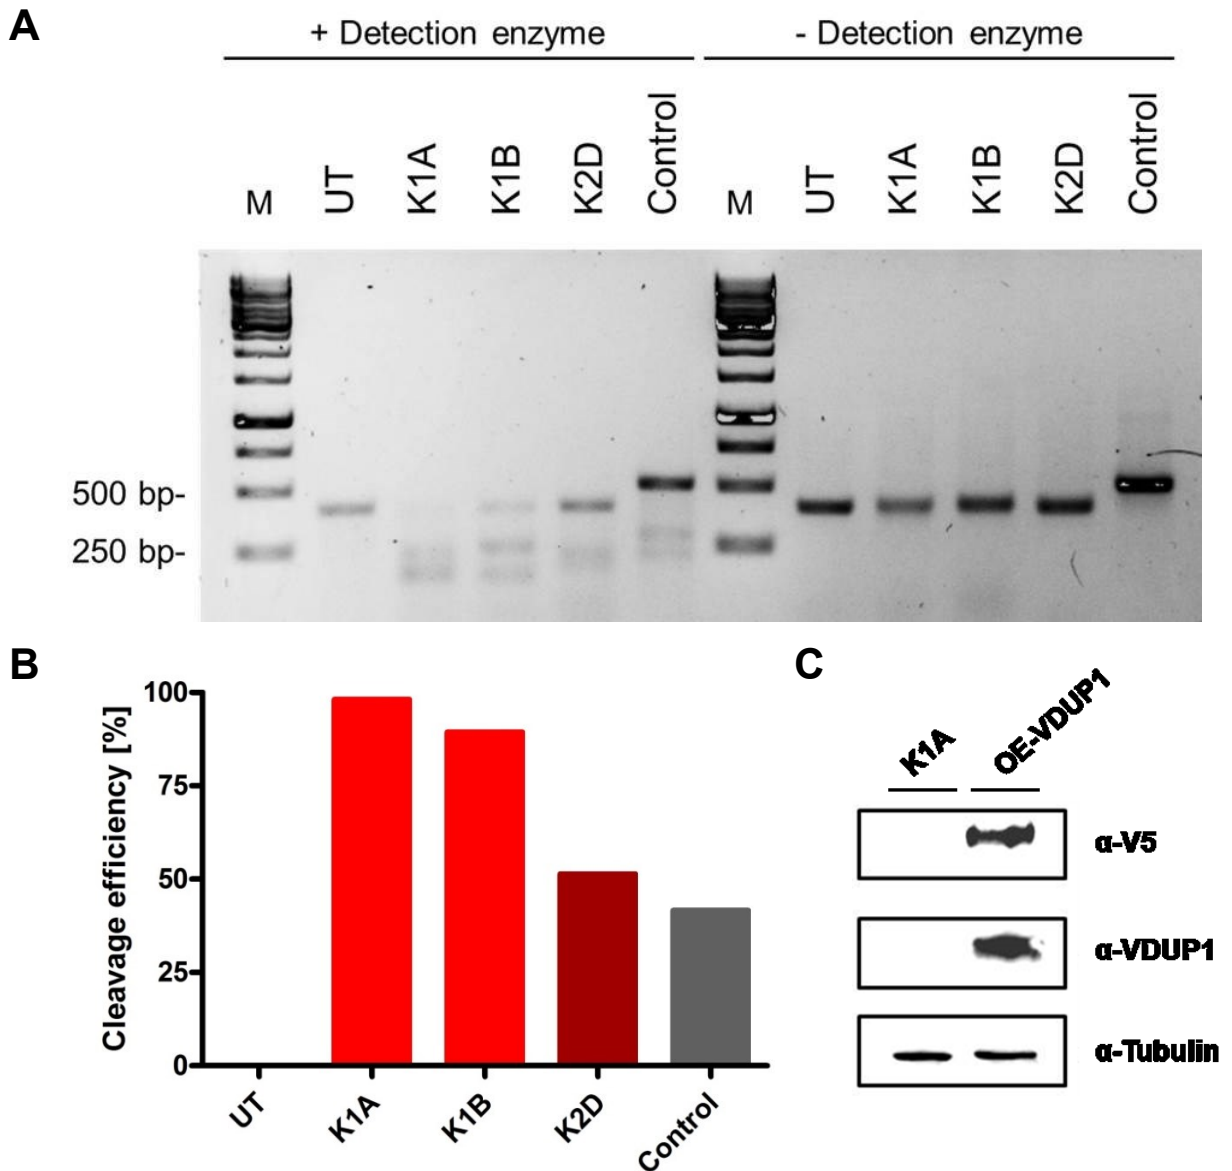 A
+ Detection enzyme
- Detection enzyme
M UT K1A K1B K2D Control M UT K1A K1B K2D Control
500 bp-
250 bp-
B
Cleavage efficiency [%]
100
75
50
25
0
UT K1A K1B K2D Control
C
K1A OE-VDUP1
α-V5
α-VDUP1
α-Tubulin